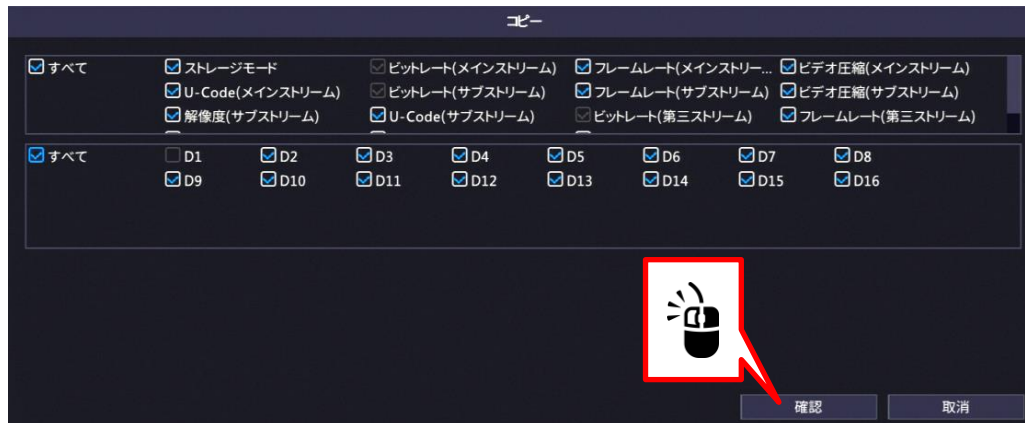 コピー
すべて ストレージモード ビットレート(メインストリーム) フレームレート(メインストリー... ビデオ圧縮(メインストリーム)
U-Code(メインストリーム) ビットレート(サブストリーム) フレームレート(サブストリーム) ビデオ圧縮(サブストリーム)
解像度(サブストリーム) U-Code(サブストリーム) ビットレート(第三ストリーム) フレームレート(第三ストリーム)
すべて D1 D2 D3 D4 D5 D6 D7 D8
D9 D10 D11 D12 D13 D14 D15 D16
確認 取消